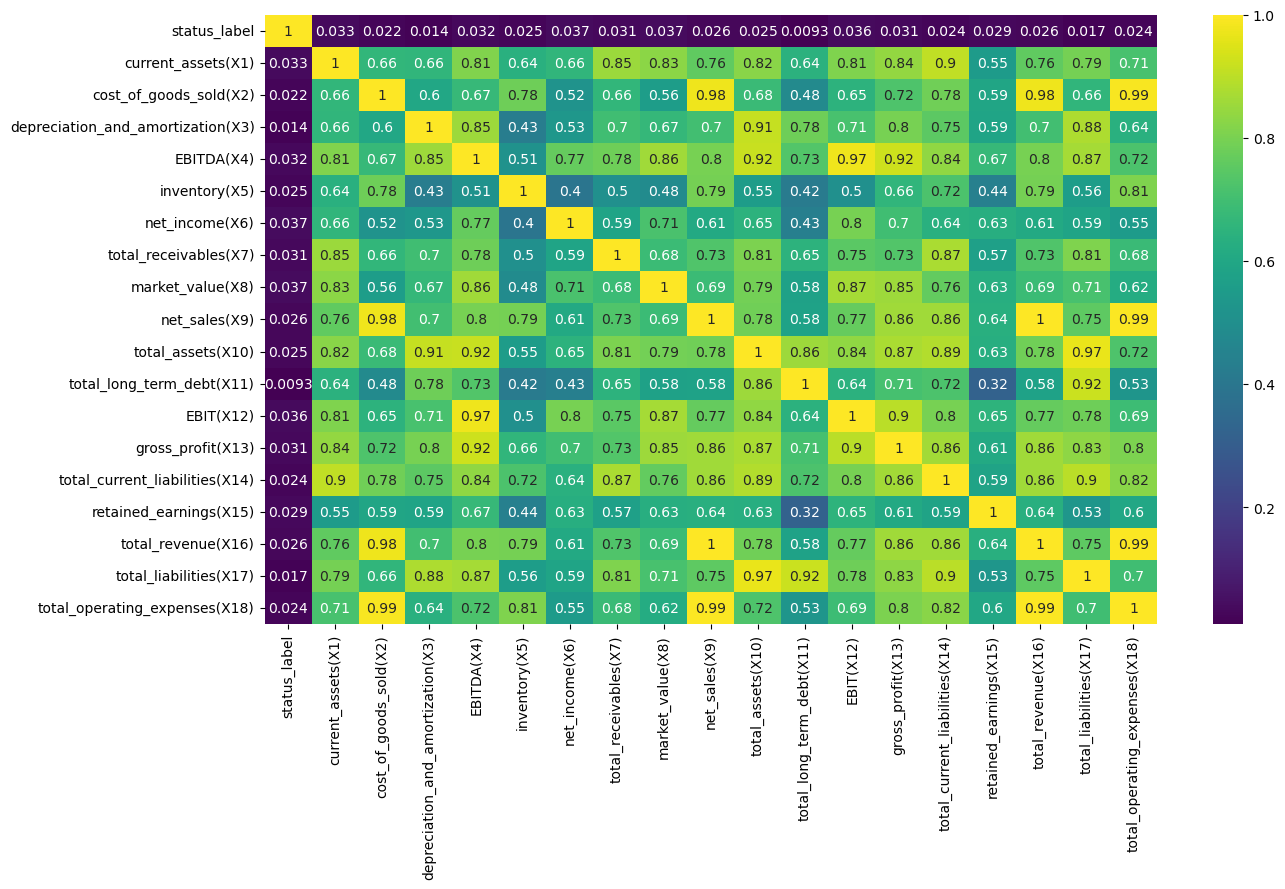 status_label 1 0.033 0.022 0.014 0.032 0.025 0.037 0.031 0.037 0.026 0.025 0.0093 0.036 0.031 0.024 0.029 0.026 0.017 0.024
current_assets(X1) 0.033 1 0.66 0.66 0.81 0.64 0.66 0.85 0.83 0.76 0.82 0.64 0.81 0.84 0.9 0.55 0.76 0.79 0.71
cost_of_goods_sold(X2) 0.022 0.66 1 0.6 0.67 0.78 0.52 0.66 0.56 0.98 0.68 0.48 0.65 0.72 0.78 0.59 0.98 0.66 0.99
depreciation_and_amortization(X3) 0.014 0.66 0.6 1 0.85 0.43 0.53 0.7 0.67 0.7 0.91 0.78 0.71 0.8 0.75 0.59 0.7 0.88 0.64
EBITDA(X4) 0.032 0.81 0.67 0.85 1 0.51 0.77 0.78 0.86 0.8 0.92 0.73 0.97 0.92 0.84 0.67 0.8 0.87 0.72
inventory(X5) 0.025 0.64 0.78 0.43 0.51 1 0.4 0.5 0.48 0.79 0.55 0.42 0.5 0.66 0.72 0.44 0.79 0.56 0.81
net_income(X6) 0.037 0.66 0.52 0.53 0.77 0.4 1 0.59 0.71 0.61 0.65 0.43 0.8 0.7 0.64 0.63 0.61 0.59 0.55
total_receivables(X7) 0.031 0.85 0.66 0.7 0.78 0.5 0.59 1 0.68 0.73 0.81 0.65 0.75 0.73 0.87 0.57 0.73 0.81 0.68
market_value(X8) 0.037 0.83 0.56 0.67 0.86 0.48 0.71 0.68 1 0.69 0.79 0.58 0.87 0.85 0.76 0.63 0.69 0.71 0.62
net_sales(X9) 0.026 0.76 0.98 0.7 0.8 0.79 0.61 0.73 0.69 1 0.78 0.58 0.77 0.86 0.86 0.64 1 0.75 0.99
total_assets(X10) 0.025 0.82 0.68 0.91 0.92 0.55 0.65 0.81 0.79 0.78 1 0.86 0.84 0.87 0.89 0.63 0.78 0.97 0.72
total_long_term_debt(X11) 0.0093 0.64 0.48 0.78 0.73 0.42 0.43 0.65 0.58 0.58 0.86 1 0.64 0.71 0.72 0.32 0.58 0.92 0.53
EBIT(X12) 0.036 0.81 0.65 0.71 0.97 0.5 0.8 0.75 0.87 0.77 0.84 0.64 1 0.9 0.8 0.65 0.77 0.78 0.69
gross_profit(X13) 0.031 0.84 0.72 0.8 0.92 0.66 0.7 0.73 0.85 0.86 0.87 0.71 0.9 1 0.86 0.61 0.86 0.83 0.8
total_current_liabilities(X14) 0.024 0.9 0.78 0.75 0.84 0.72 0.64 0.87 0.76 0.86 0.89 0.72 0.8 0.86 1 0.59 0.86 0.9 0.82
retained_earnings(X15) 0.029 0.55 0.59 0.59 0.67 0.44 0.63 0.57 0.63 0.64 0.63 0.32 0.65 0.61 0.59 1 0.64 0.53 0.6
total_revenue(X16) 0.026 0.76 0.98 0.7 0.8 0.79 0.61 0.73 0.69 1 0.78 0.58 0.77 0.86 0.86 0.64 1 0.75 0.99
total_liabilities(X17) 0.017 0.79 0.66 0.88 0.87 0.56 0.59 0.81 0.71 0.75 0.97 0.92 0.78 0.83 0.9 0.53 0.75 1 0.7
total_operating_expenses(X18) 0.024 0.71 0.99 0.64 0.72 0.81 0.55 0.68 0.62 0.99 0.72 0.53 0.69 0.8 0.82 0.6 0.99 0.7 1
status_label
current_assets(X1)
cost_of_goods_sold(X2)
depreciation_and_amortization(X3)
EBITDA(X4)
inventory(X5)
net_income(X6)
total_receivables(X7)
market_value(X8)
net_sales(X9)
total_assets(X10)
total_long_term_debt(X11)
EBIT(X12)
gross_profit(X13)
total_current_liabilities(X14)
retained_earnings(X15)
total_revenue(X16)
total_liabilities(X17)
total_operating_expenses(X18)
1.0
0.8
0.6
0.4
0.2